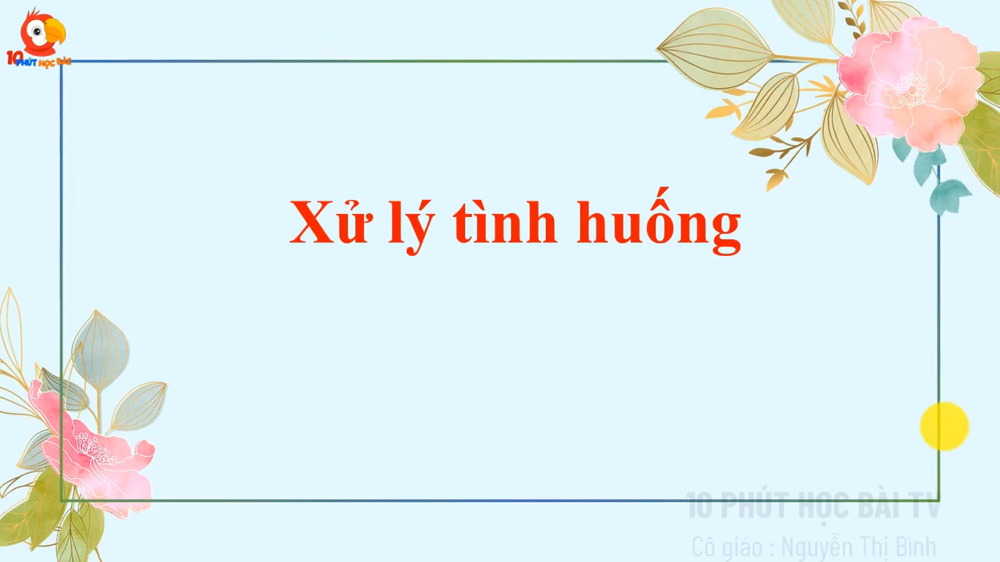 10
PHÚT HỌC BÀI
Xử lý tình huống
10 PHÚT HỌC BÀI TV
Cô giáo : Nguyễn Thị Bình